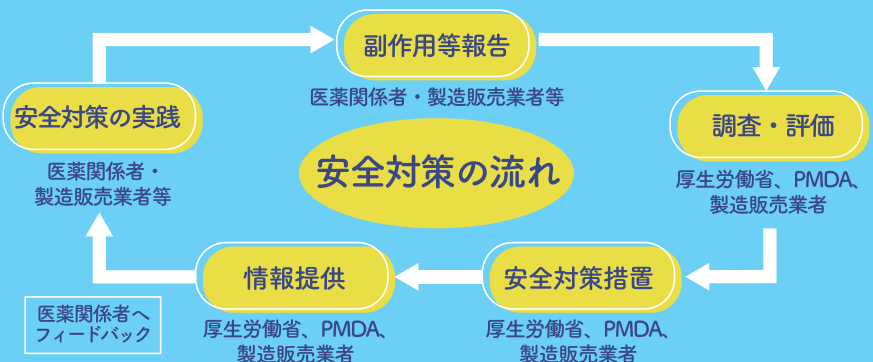 副作用等報告
医薬関係者・製造販売業者等
安全対策の実践
医薬関係者・
製造販売業者等
調査・評価
厚生労働省、PMDA、
製造販売業者
安全対策の流れ
情報提供
厚生労働省、PMDA、
製造販売業者
安全対策措置
厚生労働省、PMDA、
製造販売業者
医薬関係者へ
フィードバック